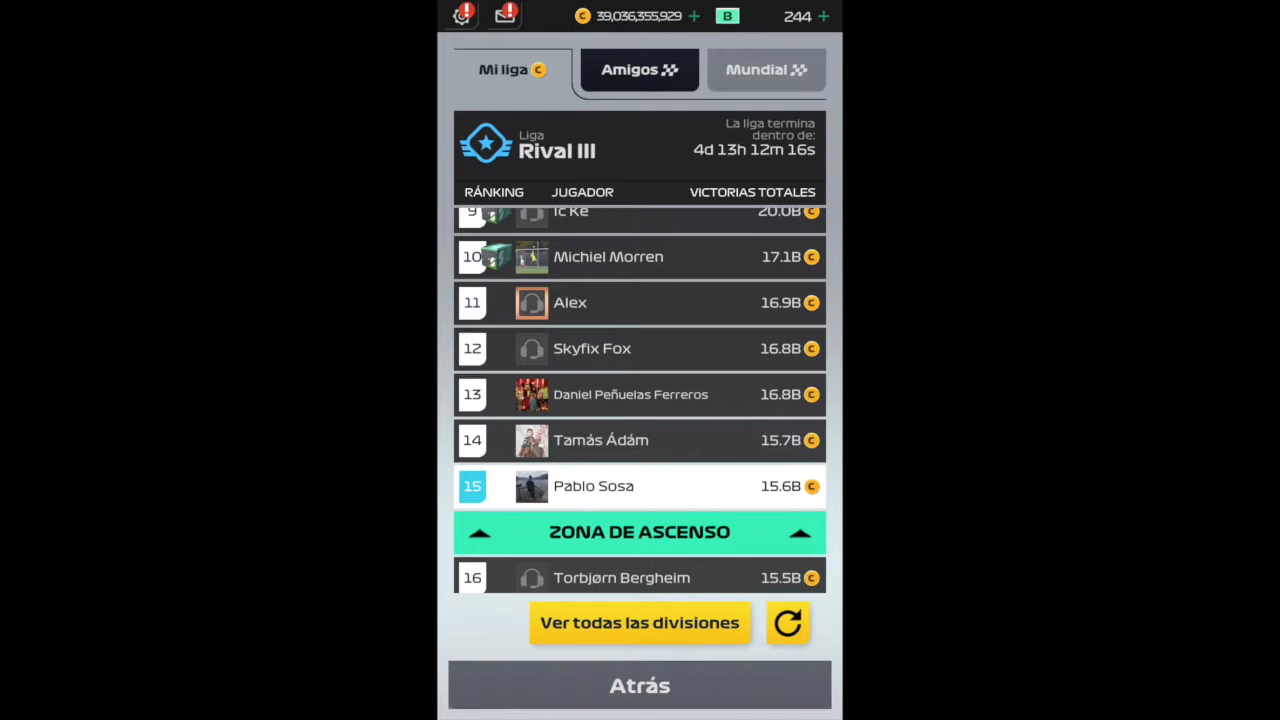 39,036,355,929 + B 244 +
Mi liga C Amigos Mundial
Liga
Rival III
La liga termina
dentro de:
4d 13h 12m 16s
RÁNKING JUGADOR VICTORIAS TOTALES
9 Ic Ke 20.0B C
10 Michiel Morren 17.1B C
11 Alex 16.9B C
12 Skyfix Fox 16.8B C
13 Daniel Peñuelas Ferreros 16.8B C
14 Tamás Ádám 15.7B C
15 Pablo Sosa 15.6B C
ZONA DE ASCENSO
16 Torbjørn Bergheim 15.5B C
Ver todas las divisiones
Atrás